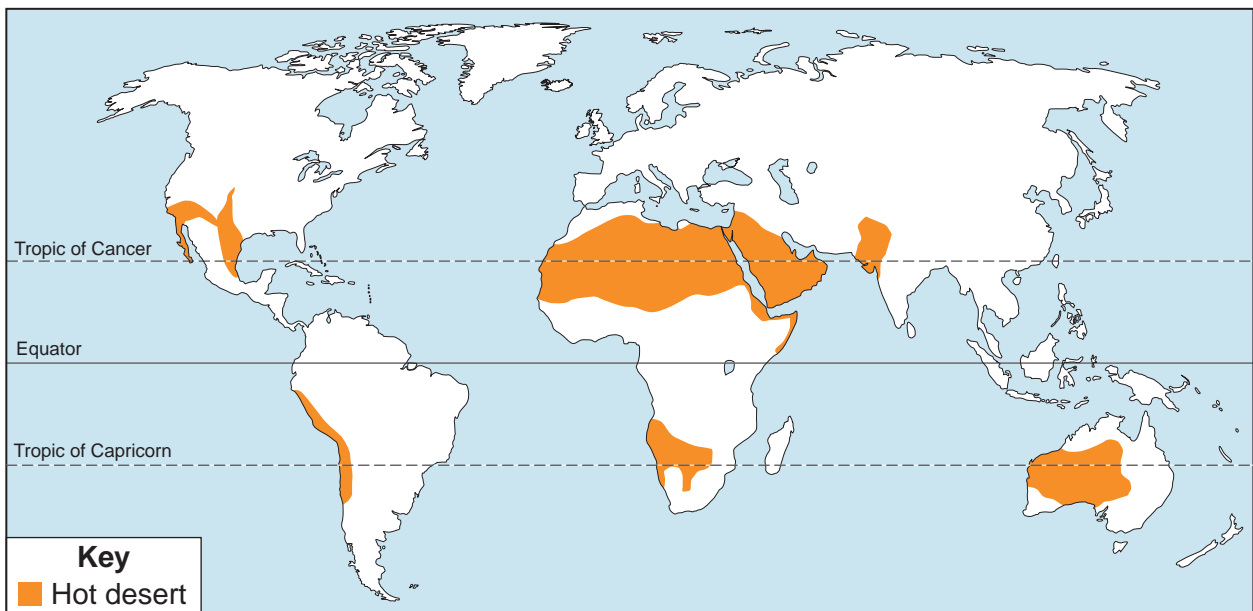 Tropic of Cancer
Equator
Tropic of Capricorn
Key
Hot desert